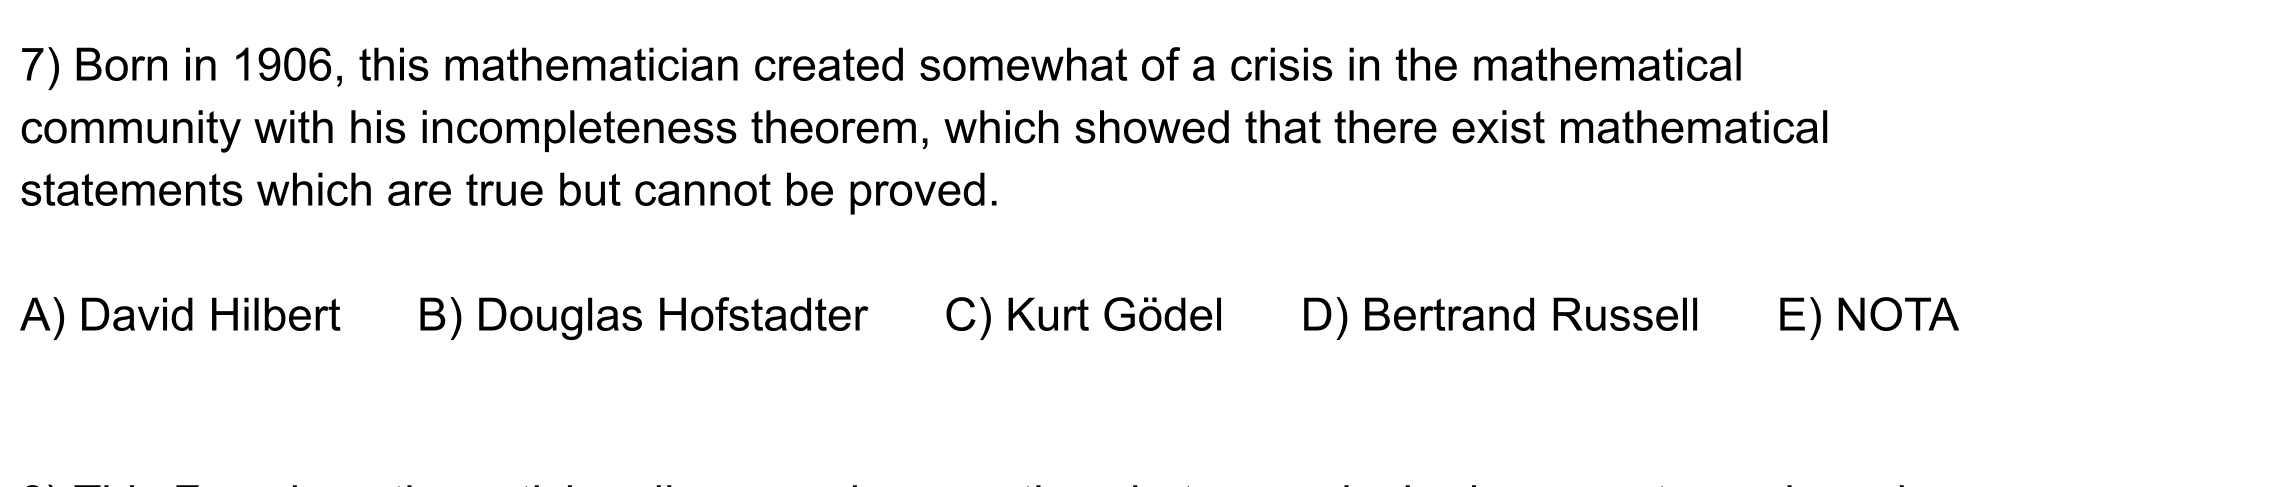 7) Born in 1906, this mathematician created somewhat of a crisis in the mathematical
community with his incompleteness theorem, which showed that there exist mathematical
statements which are true but cannot be proved.
A) David Hilbert B) Douglas Hofstadter C) Kurt Gödel D) Bertrand Russell E) NOTA